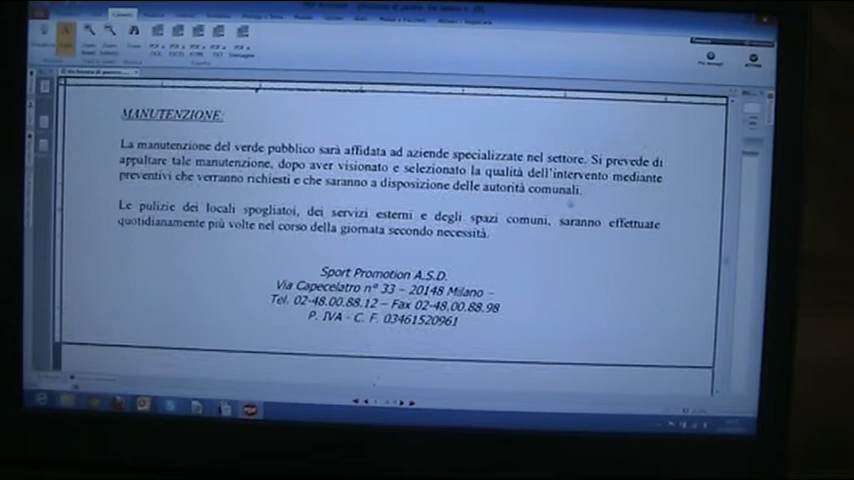 MANUTENZIONE:
La manutenzione del verde pubblico sarà affidata ad aziende specializzate nel settore. Si prevede di
appaltare tale manutenzione, dopo aver visionato e selezionato la qualità dell'intervento mediante
preventivi che verranno richiesti e che saranno a disposizione delle autorità comunali.
Le pulizie dei locali spogliatoi, dei servizi esterni e degli spazi comuni, saranno effettuate
quotidianamente più volte nel corso della giornata secondo necessità.
Sport Promotion A.S.D.
Via Capecelatro n° 33 – 20148 Milano –
Tel. 02-48.00.88.12 – Fax 02-48.00.88.98
P. IVA - C. F. 03461520961